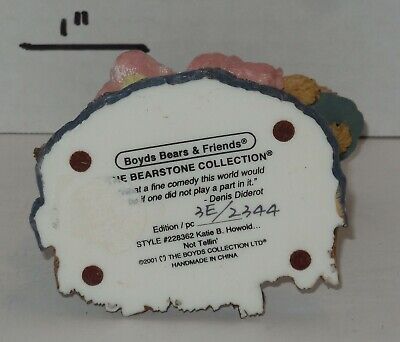 1"
Boyds Bears & Friends®
THE BEARSTONE COLLECTION®
at a fine comedy this world would
if one did not play a part in it."
- Denis Diderot
3E/2344
Edition / pc
STYLE #228362 Katie B. Howold...
Not Tellin'
©2001 (') THE BOYDS COLLECTION LTD®
HANDMADE IN CHINA